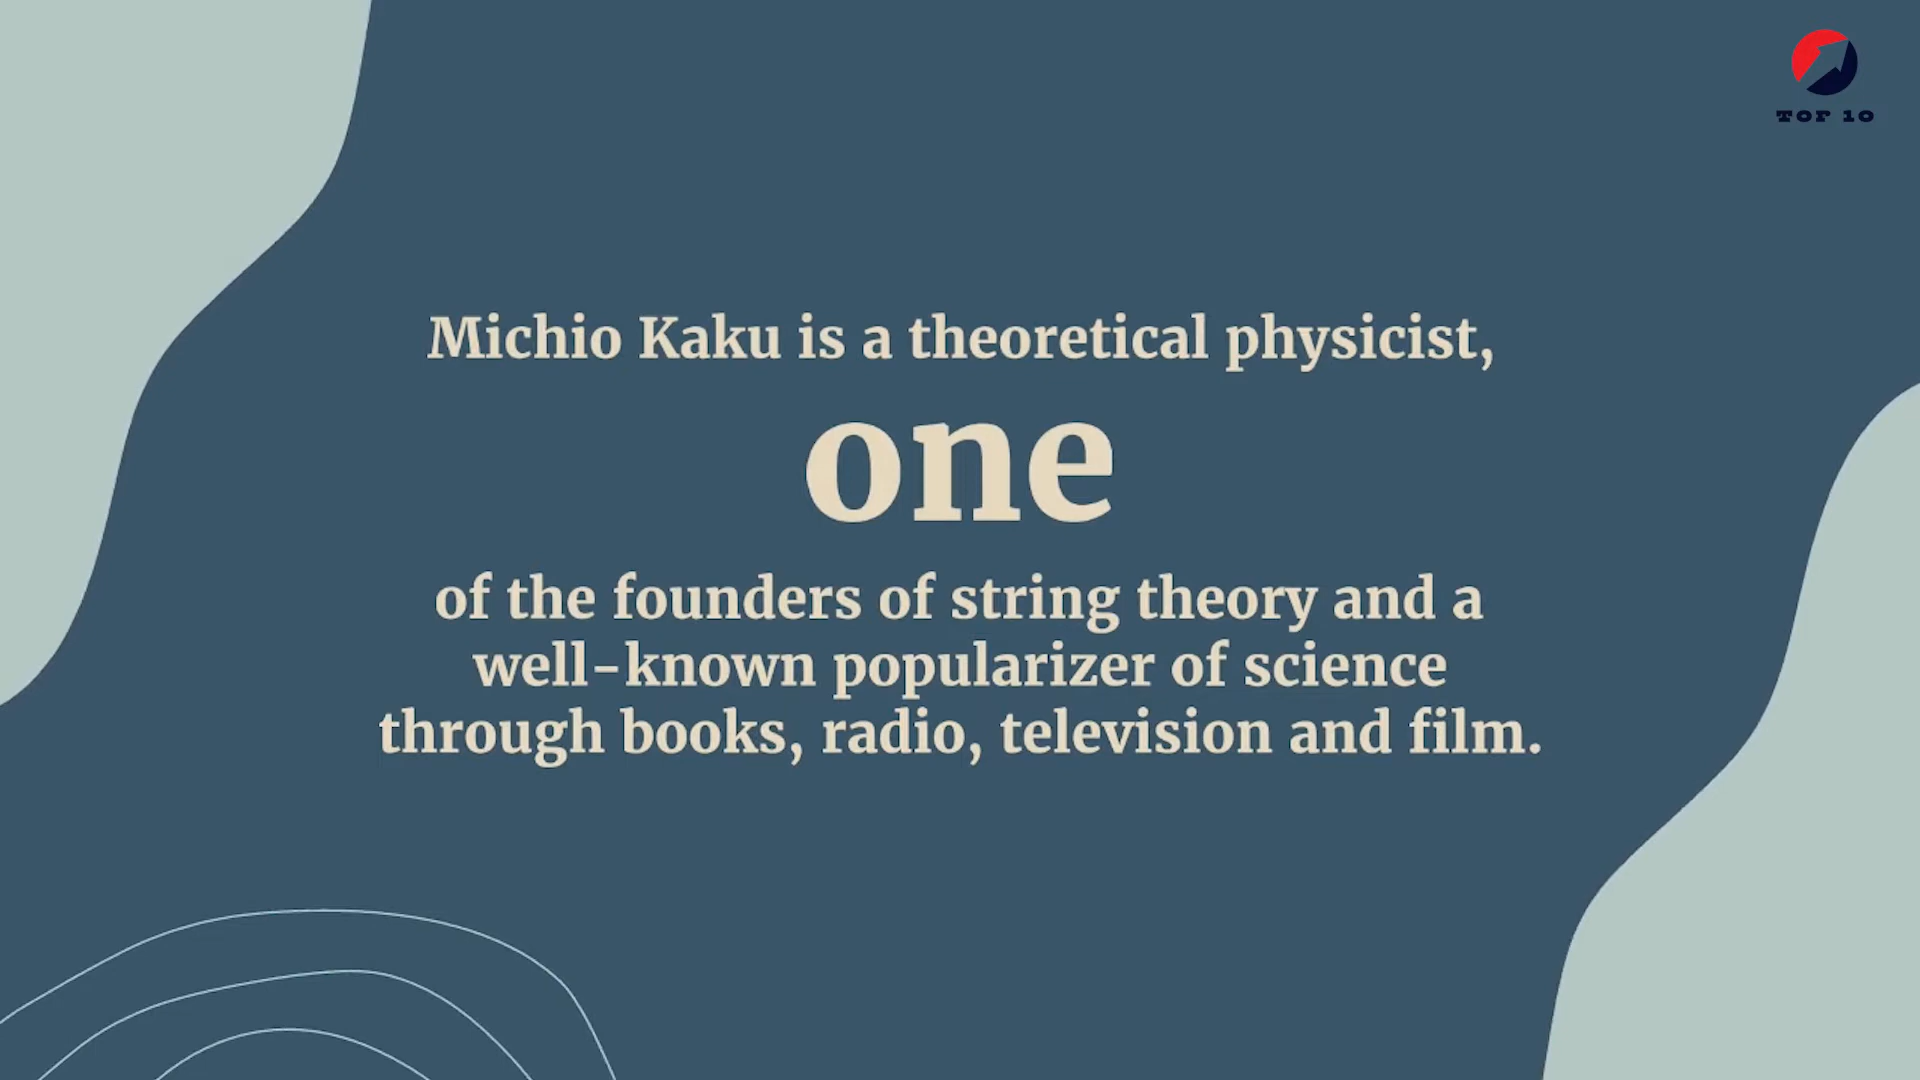 TOP 10
Michio Kaku is a theoretical physicist,
one
of the founders of string theory and a
well-known popularizer of science
through books, radio, television and film.